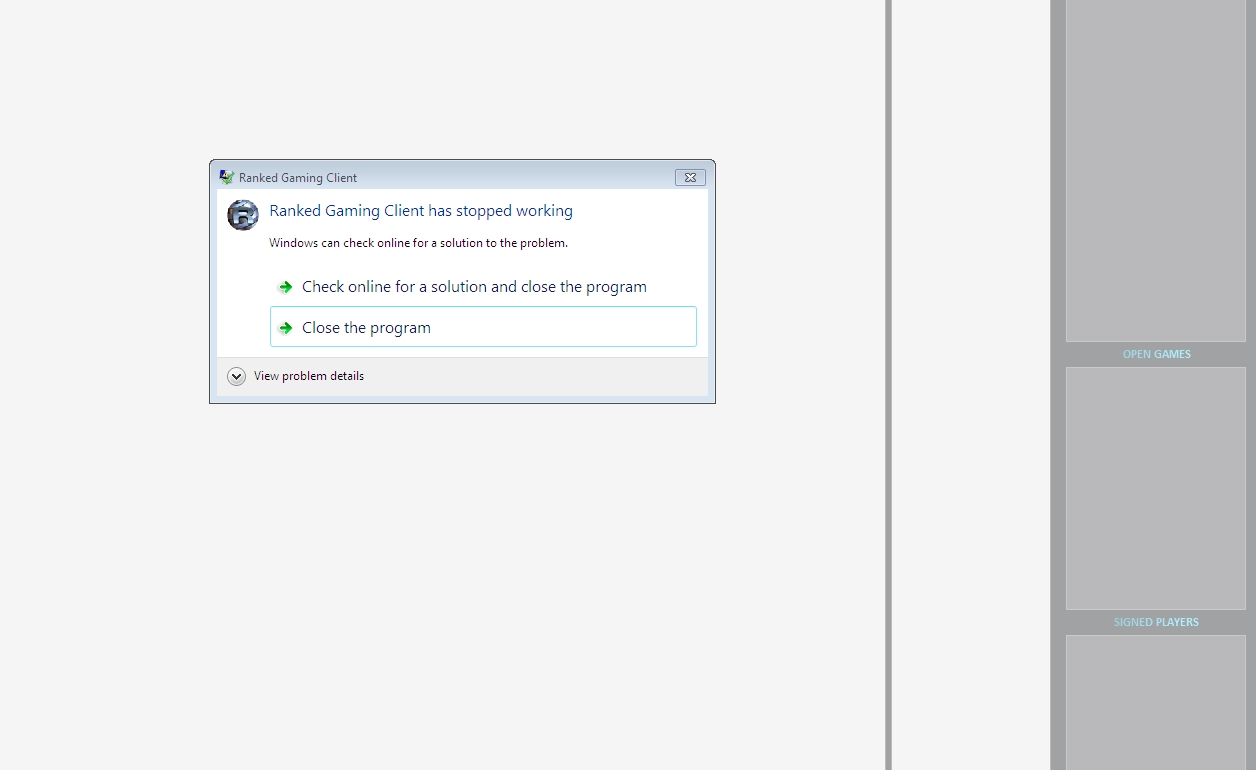 Ranked Gaming Client
Ranked Gaming Client has stopped working
Windows can check online for a solution to the problem.
Check online for a solution and close the program
Close the program
View problem details
OPEN GAMES
SIGNED PLAYERS